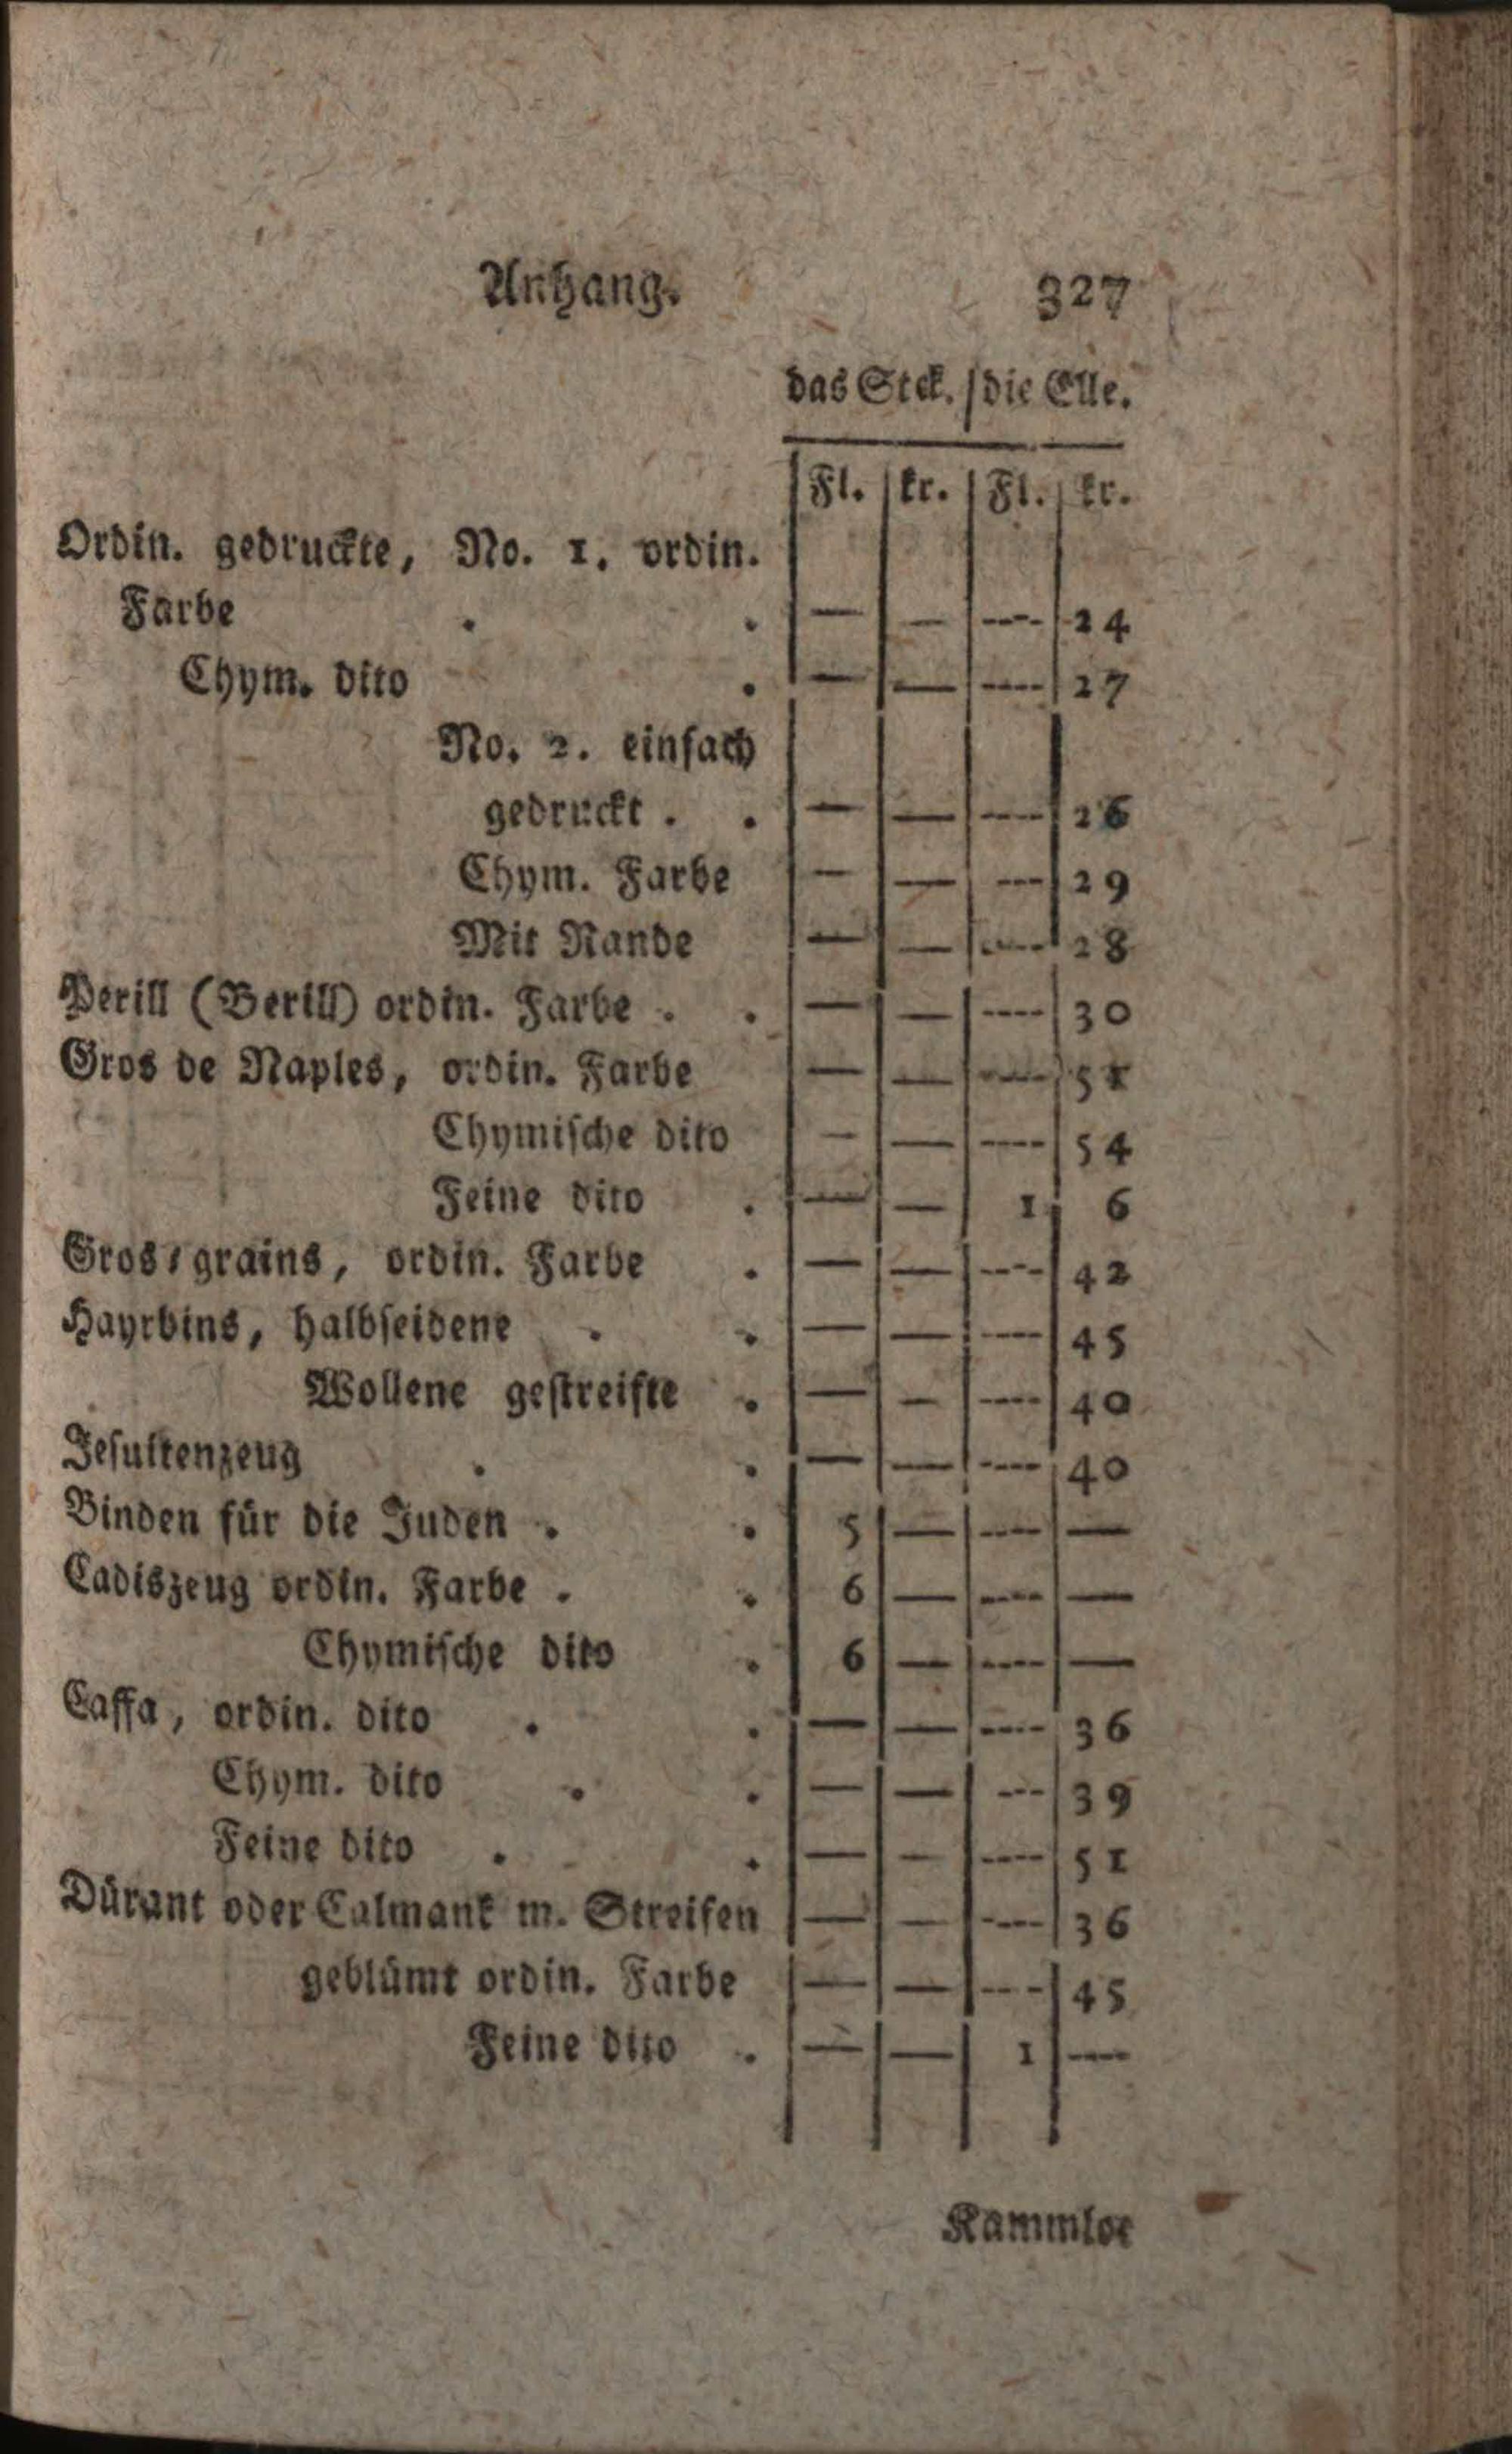 Anhang. 327
das Stck. | die Elle.
Fl. | kr. | Fl. | kr.
Ordin. gedruckte, No. 1. ordin.
Farbe . . — | — | — | 24
Chym. dito . — | — | — | 27
No. 2. einfach
gedruckt . . — | — | — | 26
Chym. Farbe — | — | — | 29
Mit Rande — | — | — | 28
Perill (Berill) ordin. Farbe . . — | — | — | 30
Gros de Naples, ordin. Farbe — | — | — | 51
Chymische dito — | — | — | 54
Feine dito . — | — | 1 | 6
Gros-grains, ordin. Farbe . — | — | — | 42
Hayrbins, halbseidene . . — | — | — | 45
Wollene gestreifte . — | — | — | 40
Jesuitenzeug . . — | — | — | 40
Binden für die Juden . . 5 | — | — | —
Cadiszeug ordin. Farbe . . 6 | — | — | —
Chymische dito . 6 | — | — | —
Caffa, ordin. dito . . — | — | — | 36
Chym. dito . . — | — | — | 39
Feine dito . . — | — | — | 51
Dürant oder Calmank m. Streifen — | — | — | 36
geblümt ordin. Farbe — | — | — | 45
Feine dito . — | — | 1 | —
Kammlot